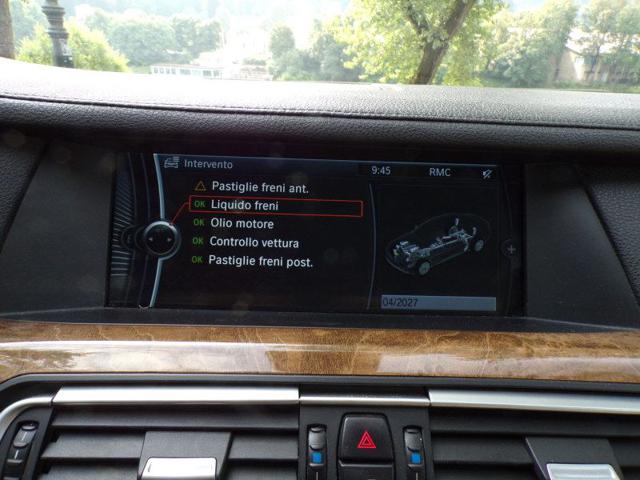 Intervento
9:45
RMC
Pastiglie freni ant.
OK Liquido freni
OK Olio motore
OK Controllo vettura
OK Pastiglie freni post.
04/2027